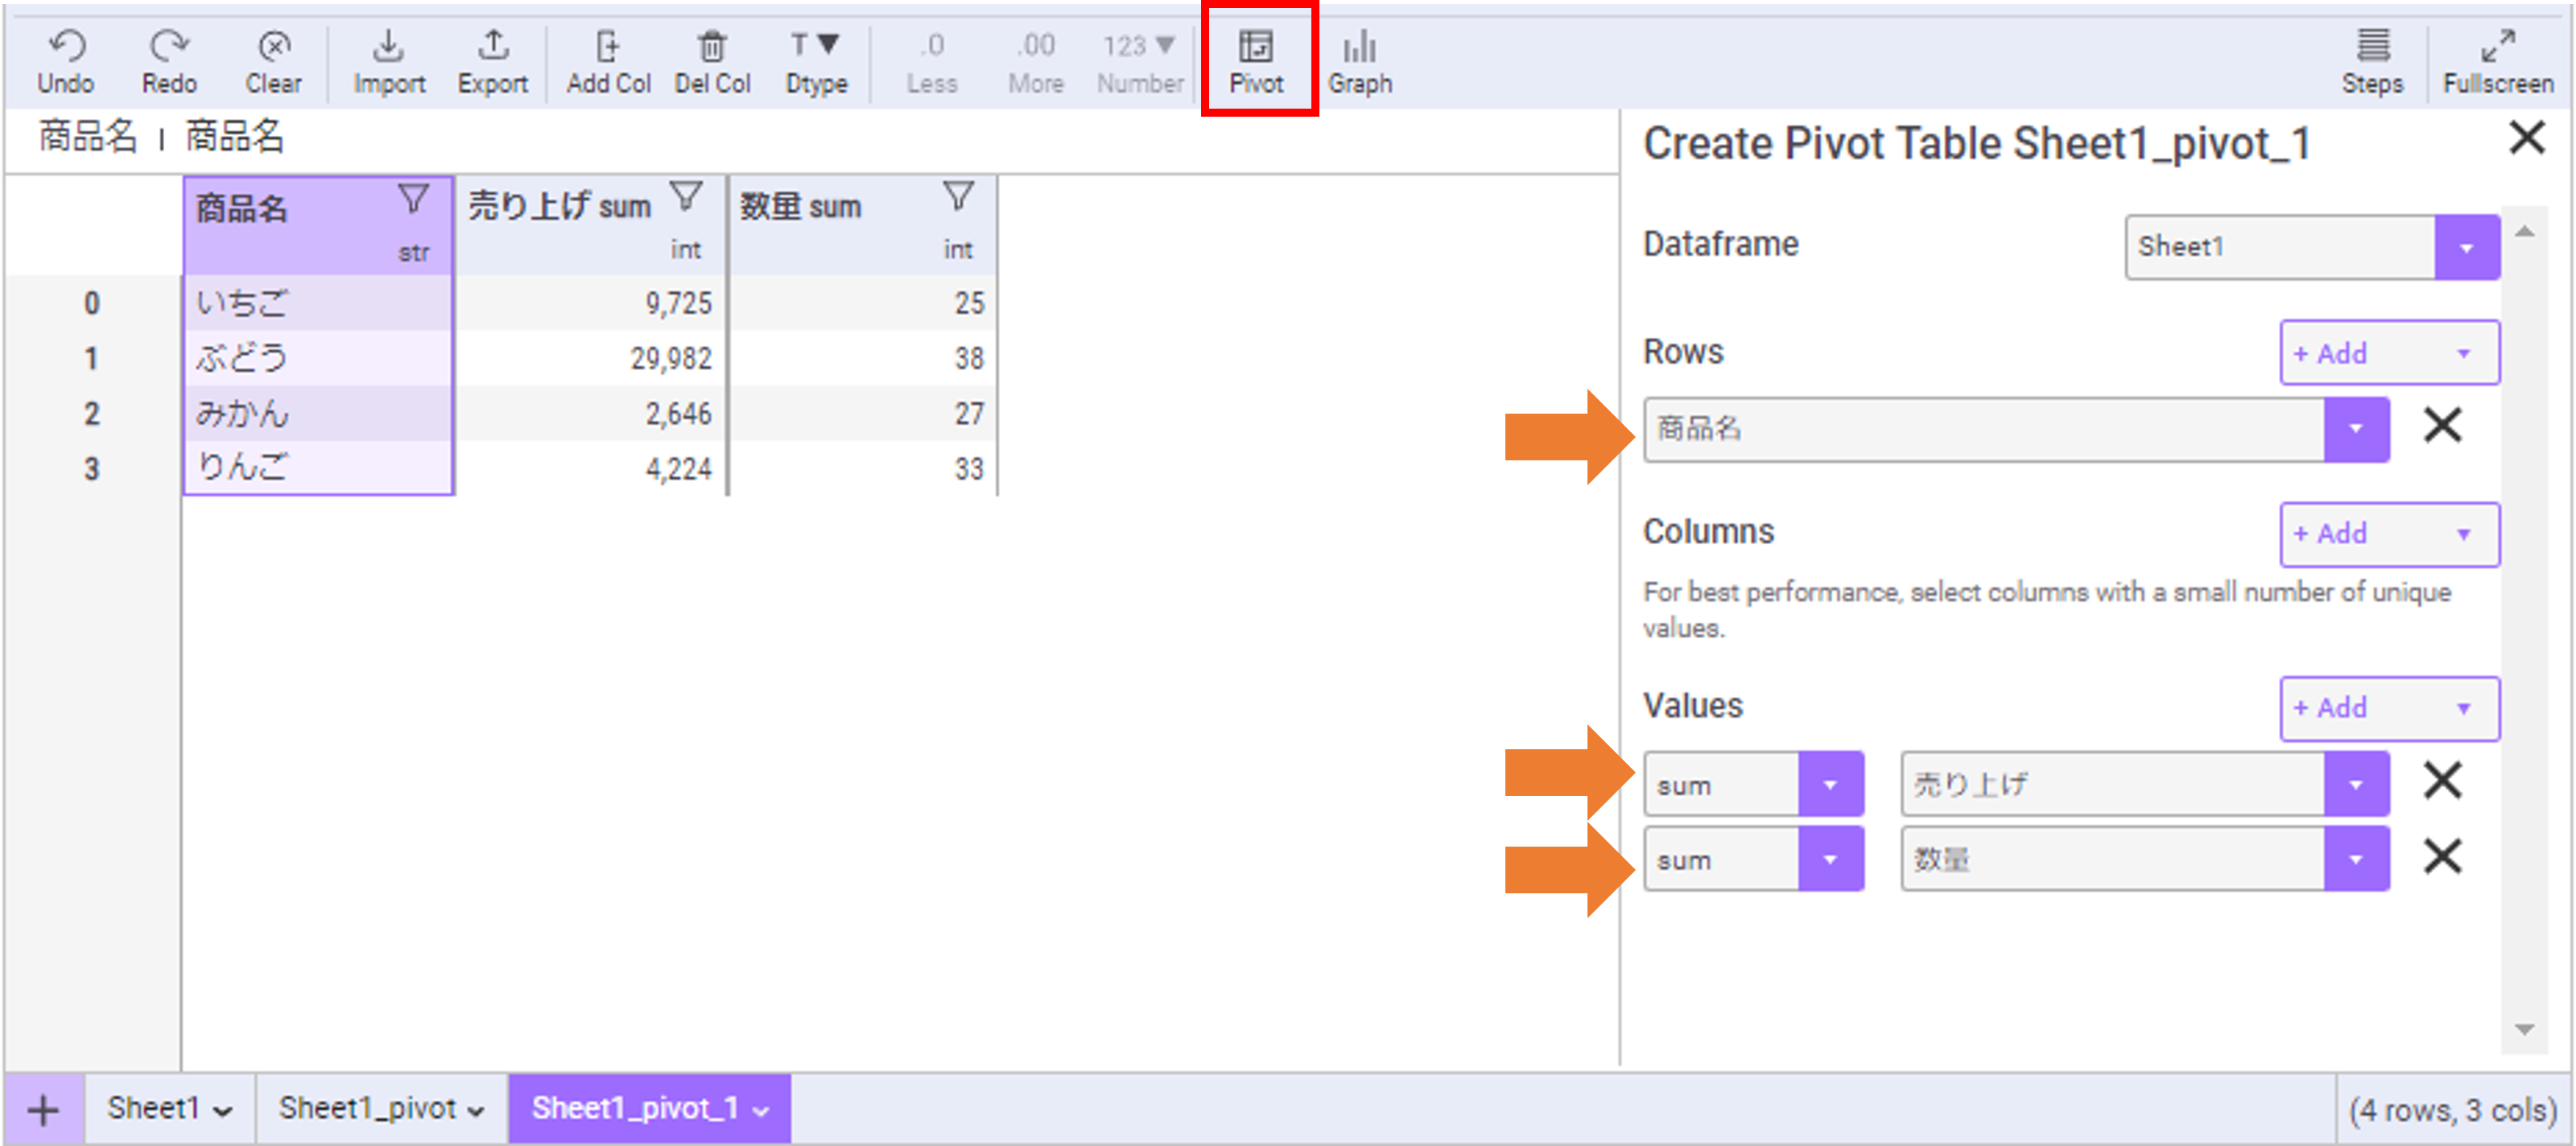 Undo Redo Clear Import Export Add Col Del Col T Dtype .0 Less .00 More 123 Number Pivot Graph Steps Fullscreen
商品名 | 商品名
商品名 str 売り上げ sum int 数量 sum int
0 いちご 9,725 25
1 ぶどう 29,982 38
2 みかん 2,646 27
3 りんご 4,224 33
Create Pivot Table Sheet1_pivot_1
Dataframe Sheet1
Rows + Add
商品名
Columns + Add
For best performance, select columns with a small number of unique
values.
Values + Add
sum 売り上げ
sum 数量
+ Sheet1 Sheet1_pivot Sheet1_pivot_1 (4 rows, 3 cols)